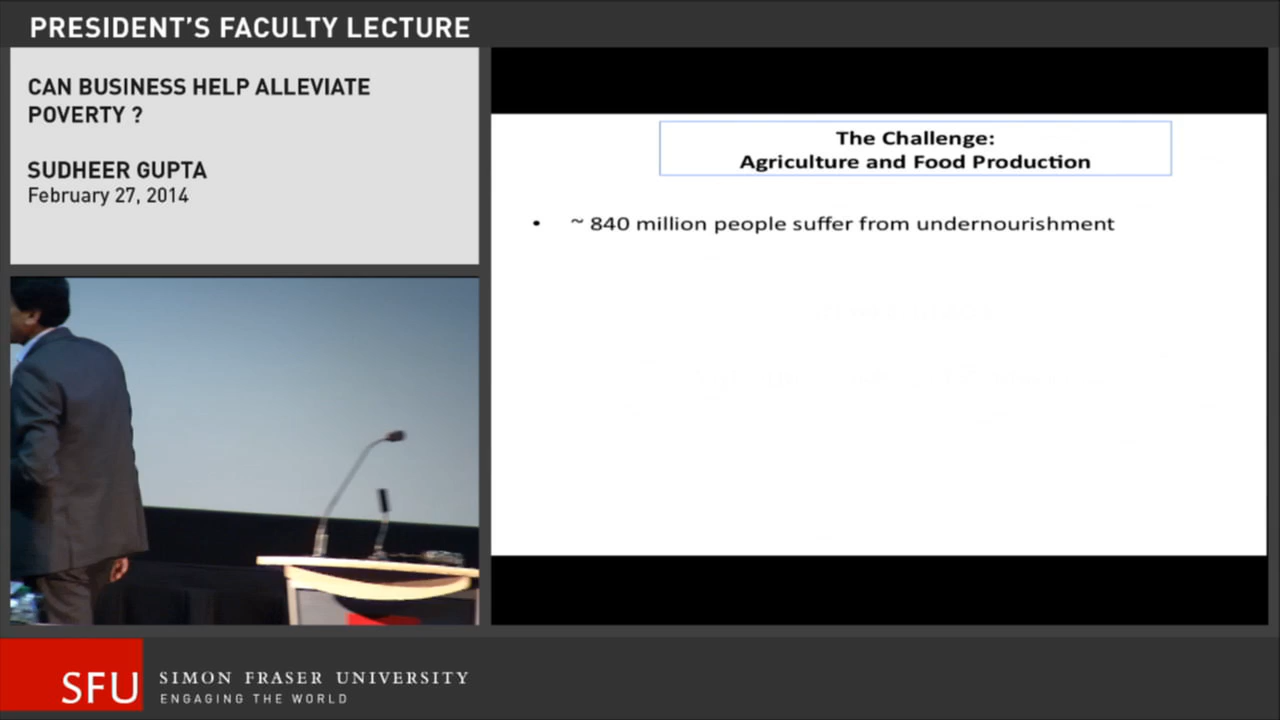 PRESIDENT'S FACULTY LECTURE
CAN BUSINESS HELP ALLEVIATE
POVERTY ?
SUDHEER GUPTA
February 27, 2014
The Challenge:
Agriculture and Food Production
• ~ 840 million people suffer from undernourishment
SFU
SIMON FRASER UNIVERSITY
ENGAGING THE WORLD